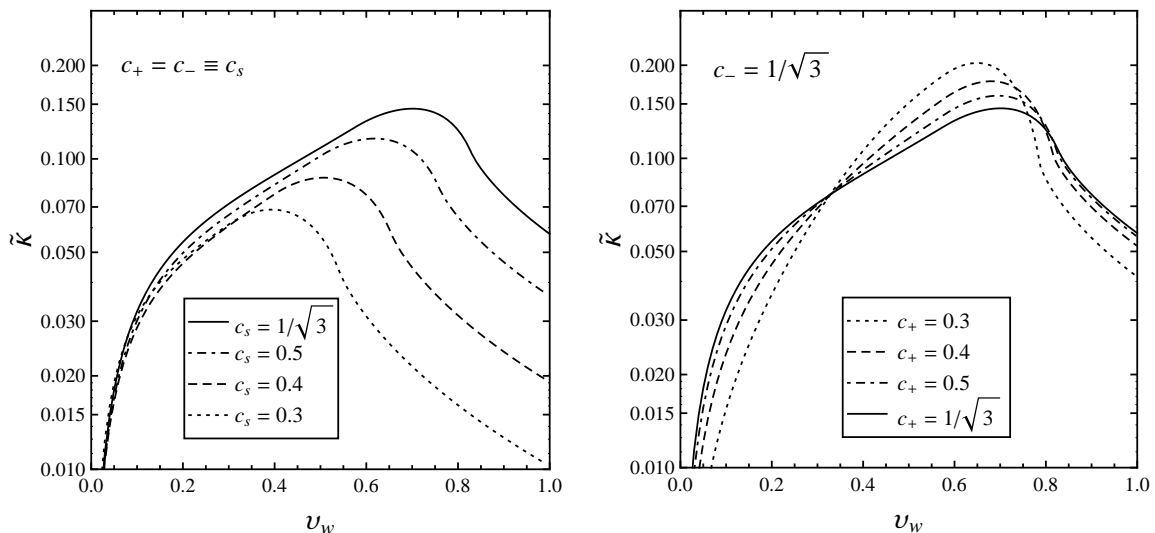 c₊ = c₋ ≡ cₛ
0.200
0.150
0.100
0.070
0.050
0.030
0.020
0.015
0.010
κ̃
cₛ = 1/√3
cₛ = 0.5
cₛ = 0.4
cₛ = 0.3
0.0 0.2 0.4 0.6 0.8 1.0
υ_w
c₋ = 1/√3
0.200
0.150
0.100
0.070
0.050
0.030
0.020
0.015
0.010
κ̃
c₊ = 0.3
c₊ = 0.4
c₊ = 0.5
c₊ = 1/√3
0.0 0.2 0.4 0.6 0.8 1.0
υ_w